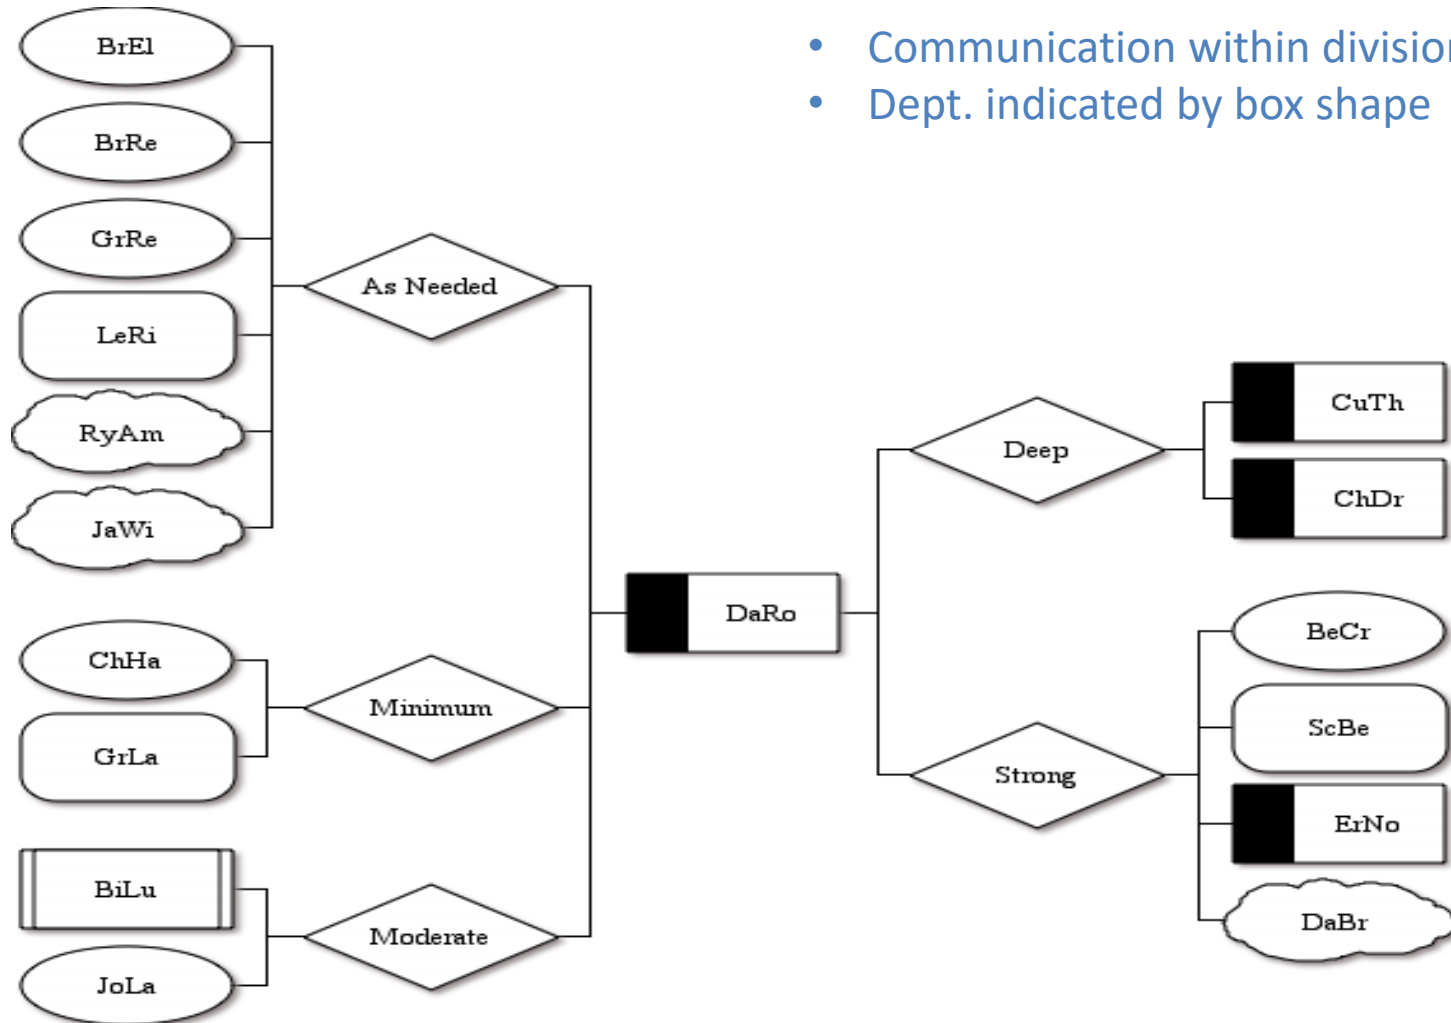 • Communication within division
• Dept. indicated by box shape
BrEl
BrRe
GrRe
LeRi
RyAm
JaWi
As Needed
ChHa
GrLa
Minimum
BiLu
JoLa
Moderate
DaRo
Deep
CuTh
ChDr
Strong
BeCr
ScBe
ErNo
DaBr